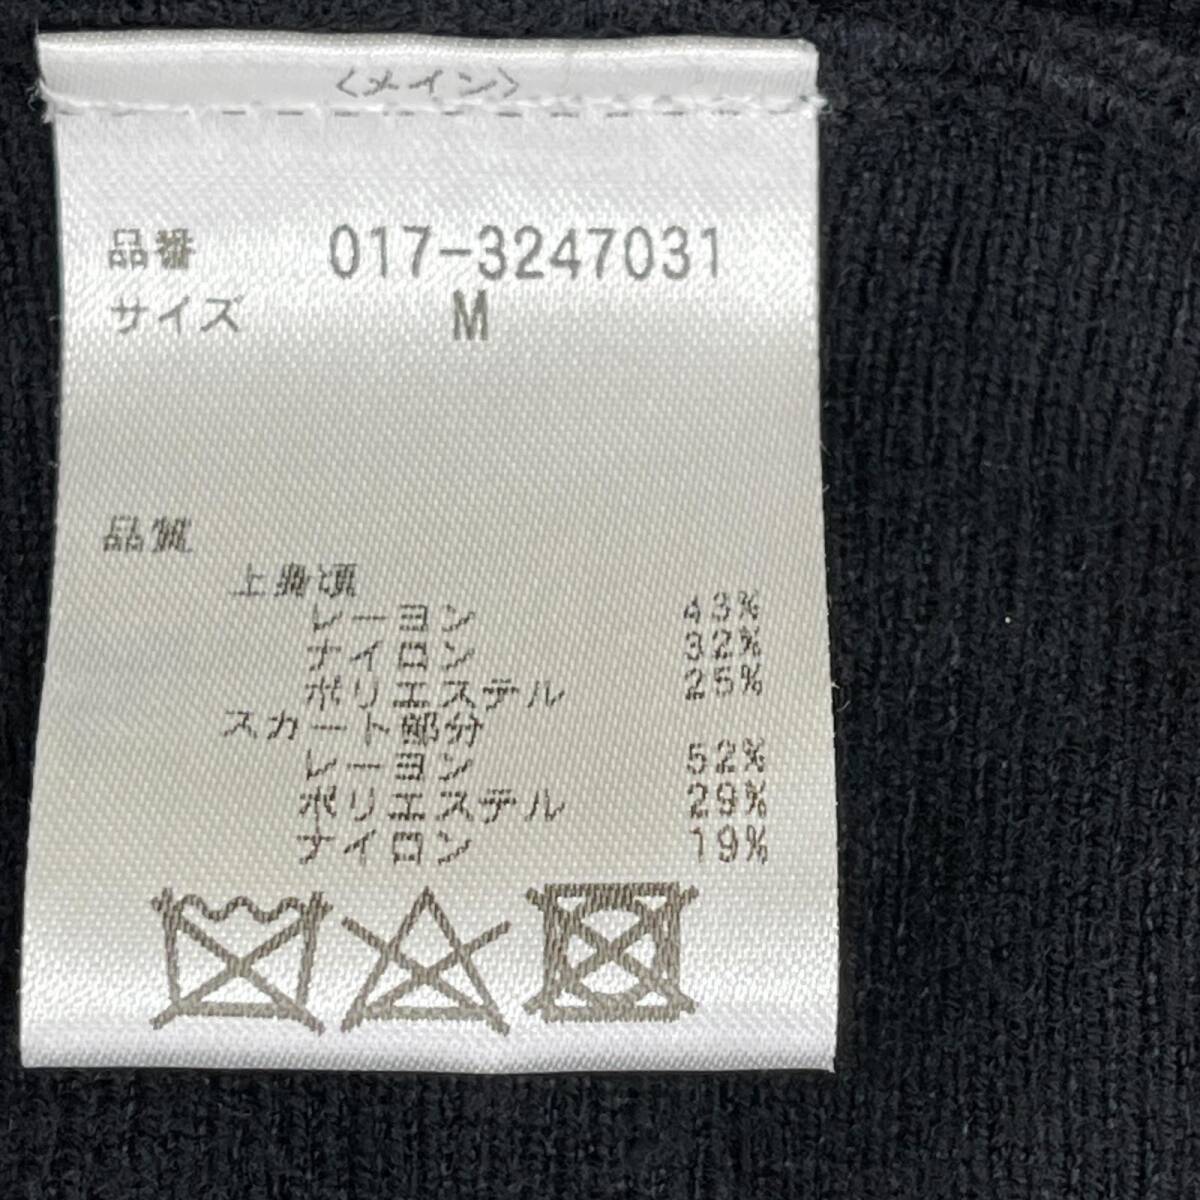 〈メイン〉
品番 017-3247031
サイズ M
品質
上身頃
レーヨン 43%
ナイロン 32%
ポリエステル 25%
スカート部分
レーヨン 52%
ポリエステル 29%
ナイロン 19%